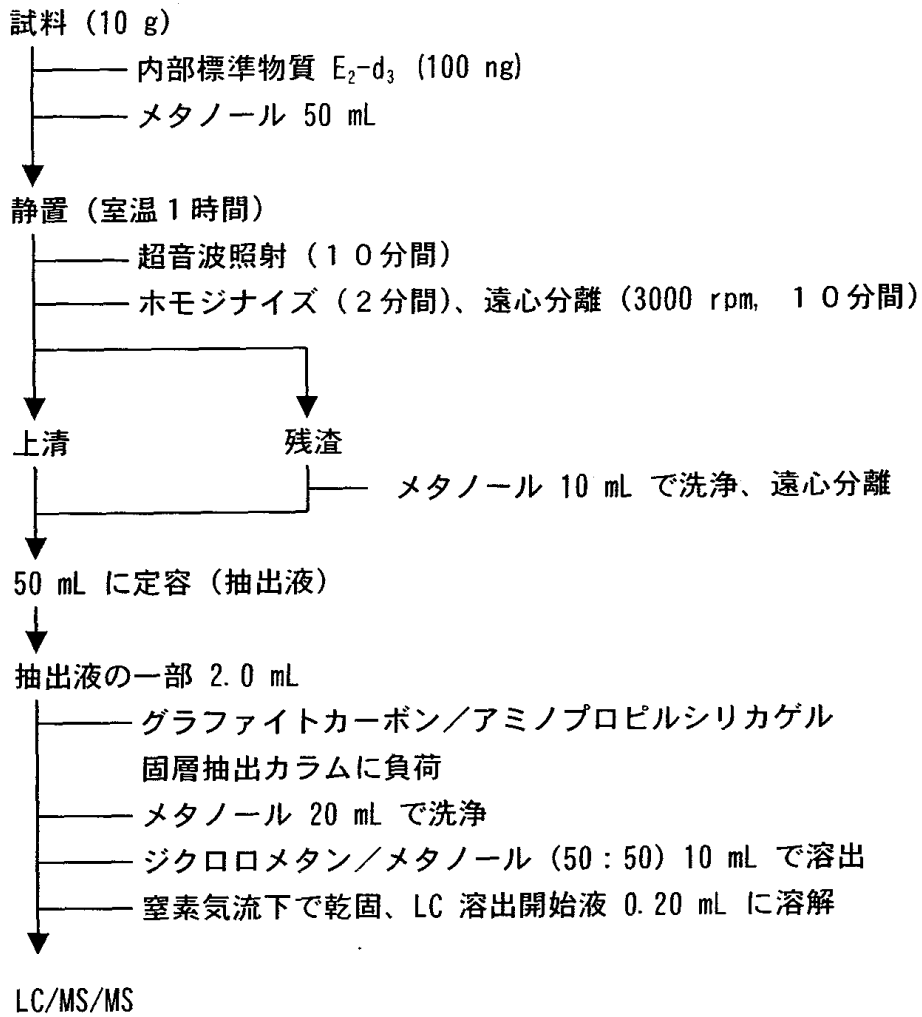 試料 (10 g)
内部標準物質 E₂-d₃ (100 ng)
メタノール 50 mL
静置 (室温1時間)
超音波照射 (10分間)
ホモジナイズ (2分間)、遠心分離 (3000 rpm, 10分間)
上清 残渣
メタノール 10 mL で洗浄、遠心分離
50 mL に定容 (抽出液)
抽出液の一部 2.0 mL
グラファイトカーボン/アミノプロピルシリカゲル
固層抽出カラムに負荷
メタノール 20 mL で洗浄
ジクロロメタン/メタノール (50:50) 10 mL で溶出
窒素気流下で乾固、LC 溶出開始液 0.20 mL に溶解
LC/MS/MS